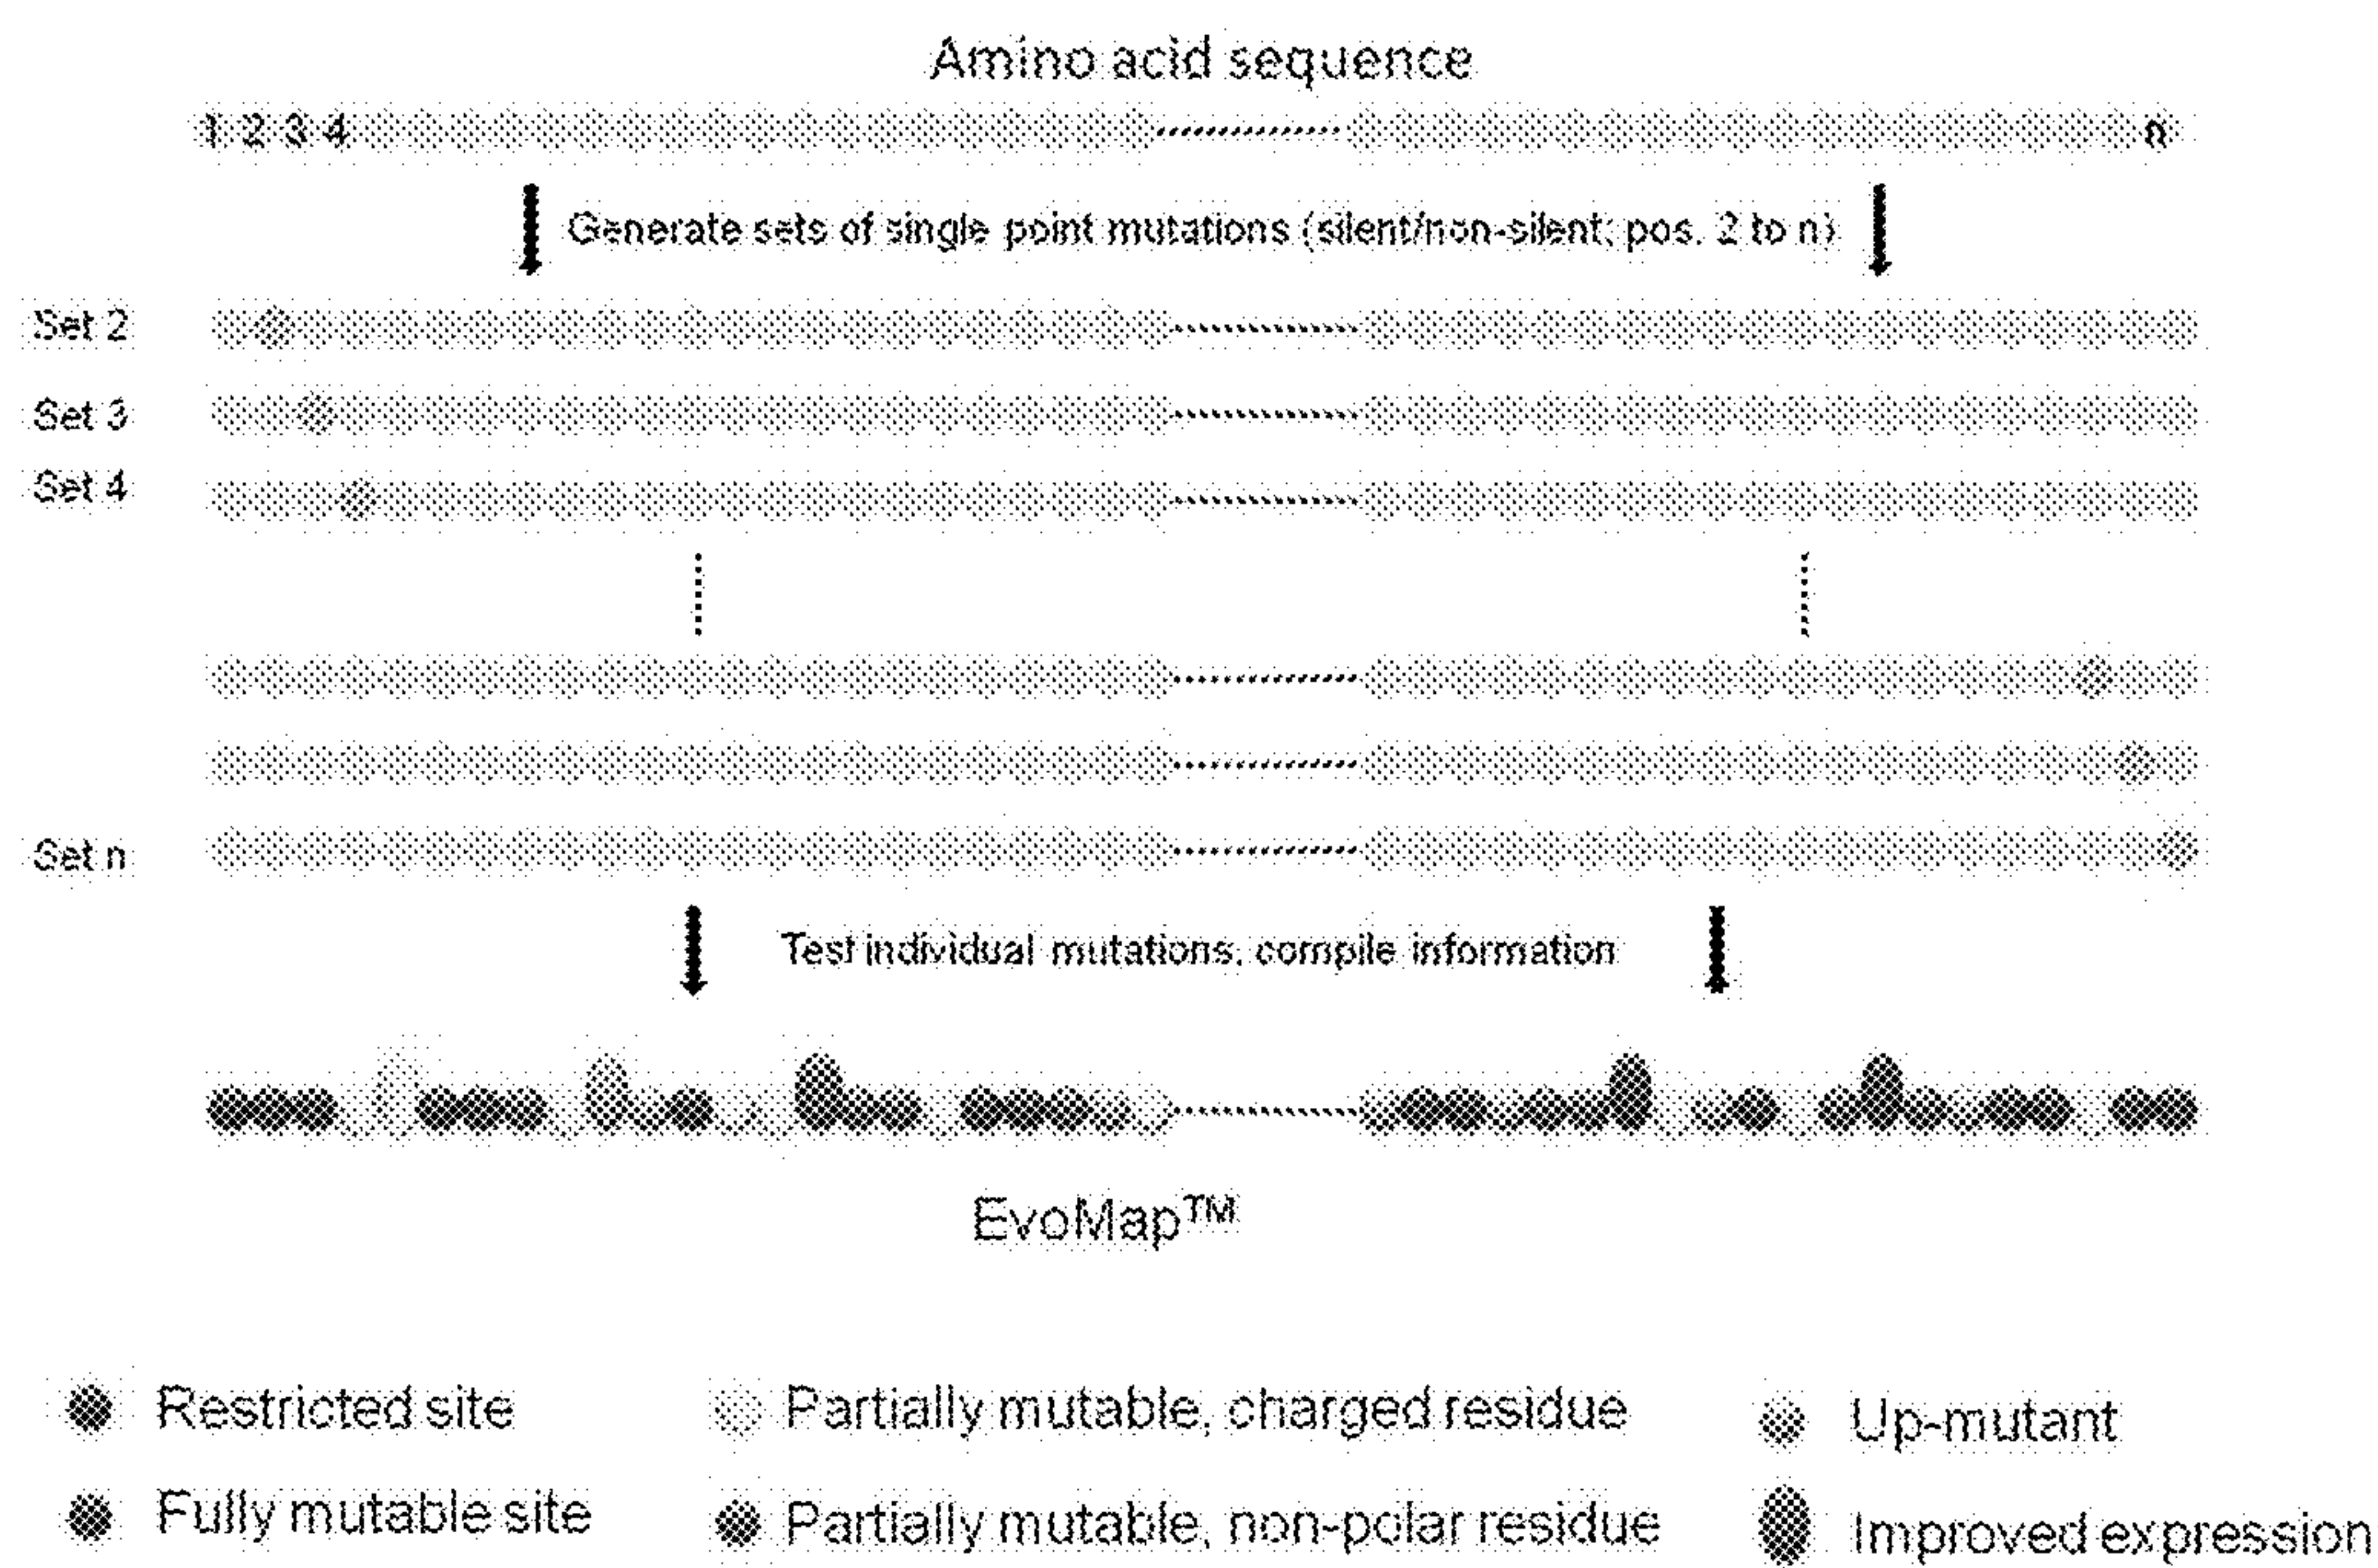 Amino acid sequence
1 2 3 4 n
Generate sets of single point mutations (silent/non-silent; pos. 2 to n)
Set 2
Set 3
Set 4
Set n
Test individual mutations, compile information
EvoMap™
Restricted site
Partially mutable, charged residue
Up-mutant
Fully mutable site
Partially mutable, non-polar residue
Improved expression